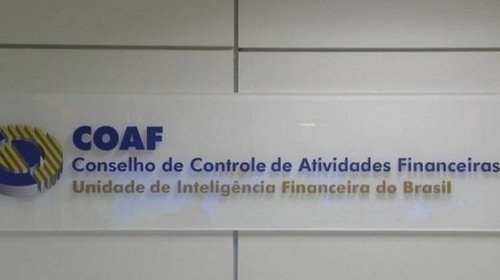 COAF
Conselho de Controle de Atividades Financeiras
Unidade de Inteligência Financeira do Brasil